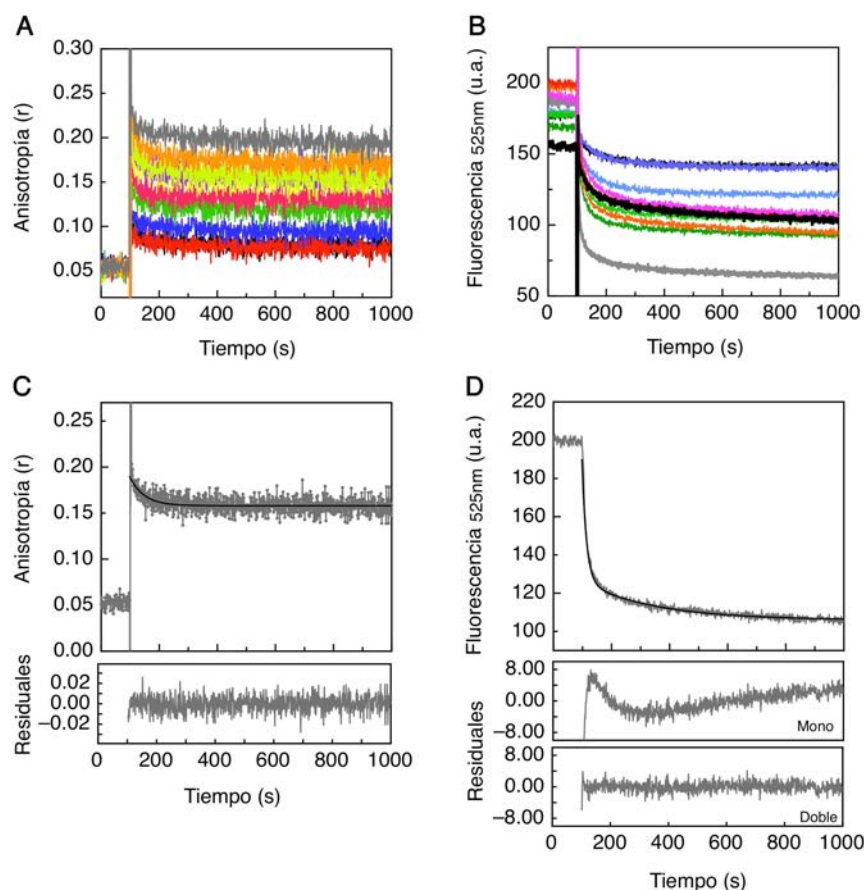 A
0.30
0.25
0.20
0.15
0.10
0.05
Anisotropía (r)
0 200 400 600 800 1000
Tiempo (s)
B
200
150
100
50
Fluorescencia 525nm (u.a.)
0 200 400 600 800 1000
Tiempo (s)
C
0.25
0.20
0.15
0.10
0.05
0.00
Anisotropía (r)
0.02
0.00
−0.02
Residuales
0 200 400 600 800 1000
Tiempo (s)
D
220
200
180
160
140
120
100
Fluorescencia 525nm (u.a.)
8.00
0.00
−8.00
Mono
Residuales
8.00
0.00
−8.00
Doble
0 200 400 600 800 1000
Tiempo (s)